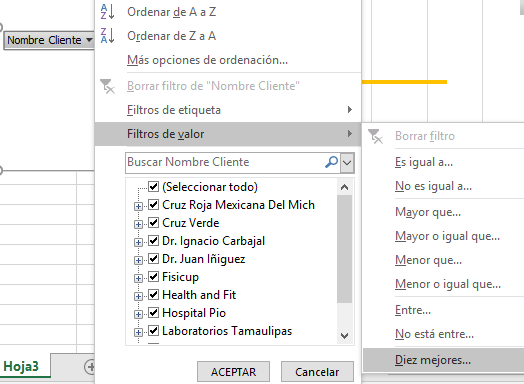 Nombre Cliente
Ordenar de A a Z
Ordenar de Z a A
Más opciones de ordenación...
Borrar filtro de "Nombre Cliente"
Filtros de etiqueta
Filtros de valor
Buscar Nombre Cliente
(Seleccionar todo)
Cruz Roja Mexicana Del Mich
Cruz Verde
Dr. Ignacio Carbajal
Dr. Juan Iñiguez
Fisicup
Health and Fit
Hospital Pio
Laboratorios Tamaulipas
ACEPTAR
Cancelar
Borrar filtro
Es igual a...
No es igual a...
Mayor que...
Mayor o igual que...
Menor que...
Menor o igual que...
Entre...
No está entre...
Diez mejores...
Hoja3